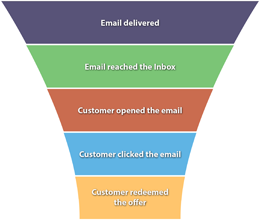 Email delivered
Email reached the Inbox
Customer opened the email
Customer clicked the email
Customer redeemed
the offer